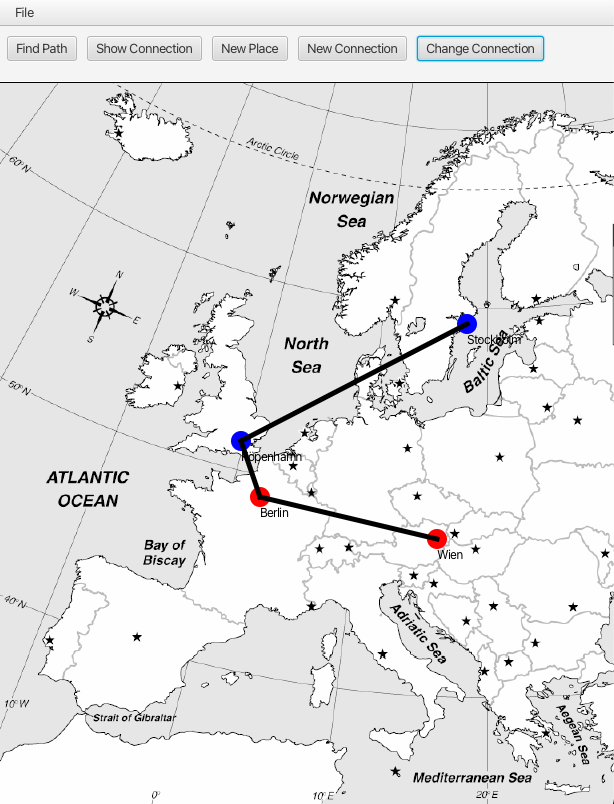 File
Find Path
Show Connection
New Place
New Connection
Change Connection
Arctic Circle
60°N
Norwegian
Sea
N
W
E
S
North
Sea
Stockholm
Baltic Sea
50°N
Berlin
ATLANTIC
OCEAN
Bay of
Biscay
Wien
40°N
Adriatic Sea
10°W
Strait of Gibraltar
Aegean Sea
Mediterranean Sea
0°
10°E
20°E